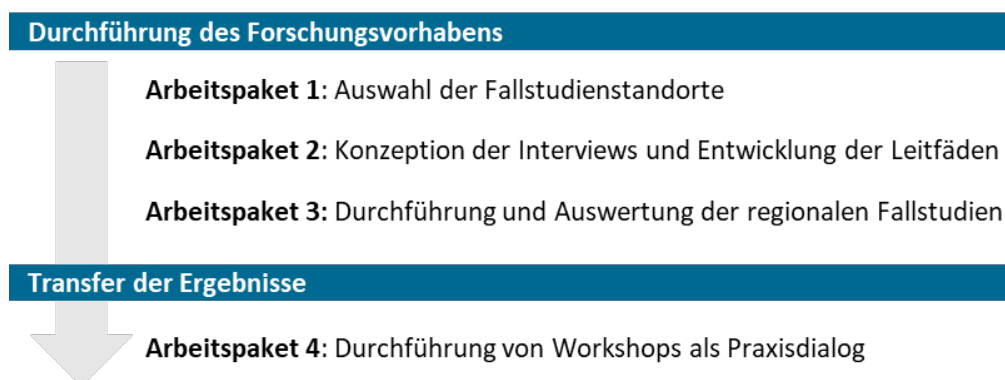 Durchführung des Forschungsvorhabens
Arbeitspaket 1: Auswahl der Fallstudienstandorte
Arbeitspaket 2: Konzeption der Interviews und Entwicklung der Leitfäden
Arbeitspaket 3: Durchführung und Auswertung der regionalen Fallstudien
Transfer der Ergebnisse
Arbeitspaket 4: Durchführung von Workshops als Praxisdialog